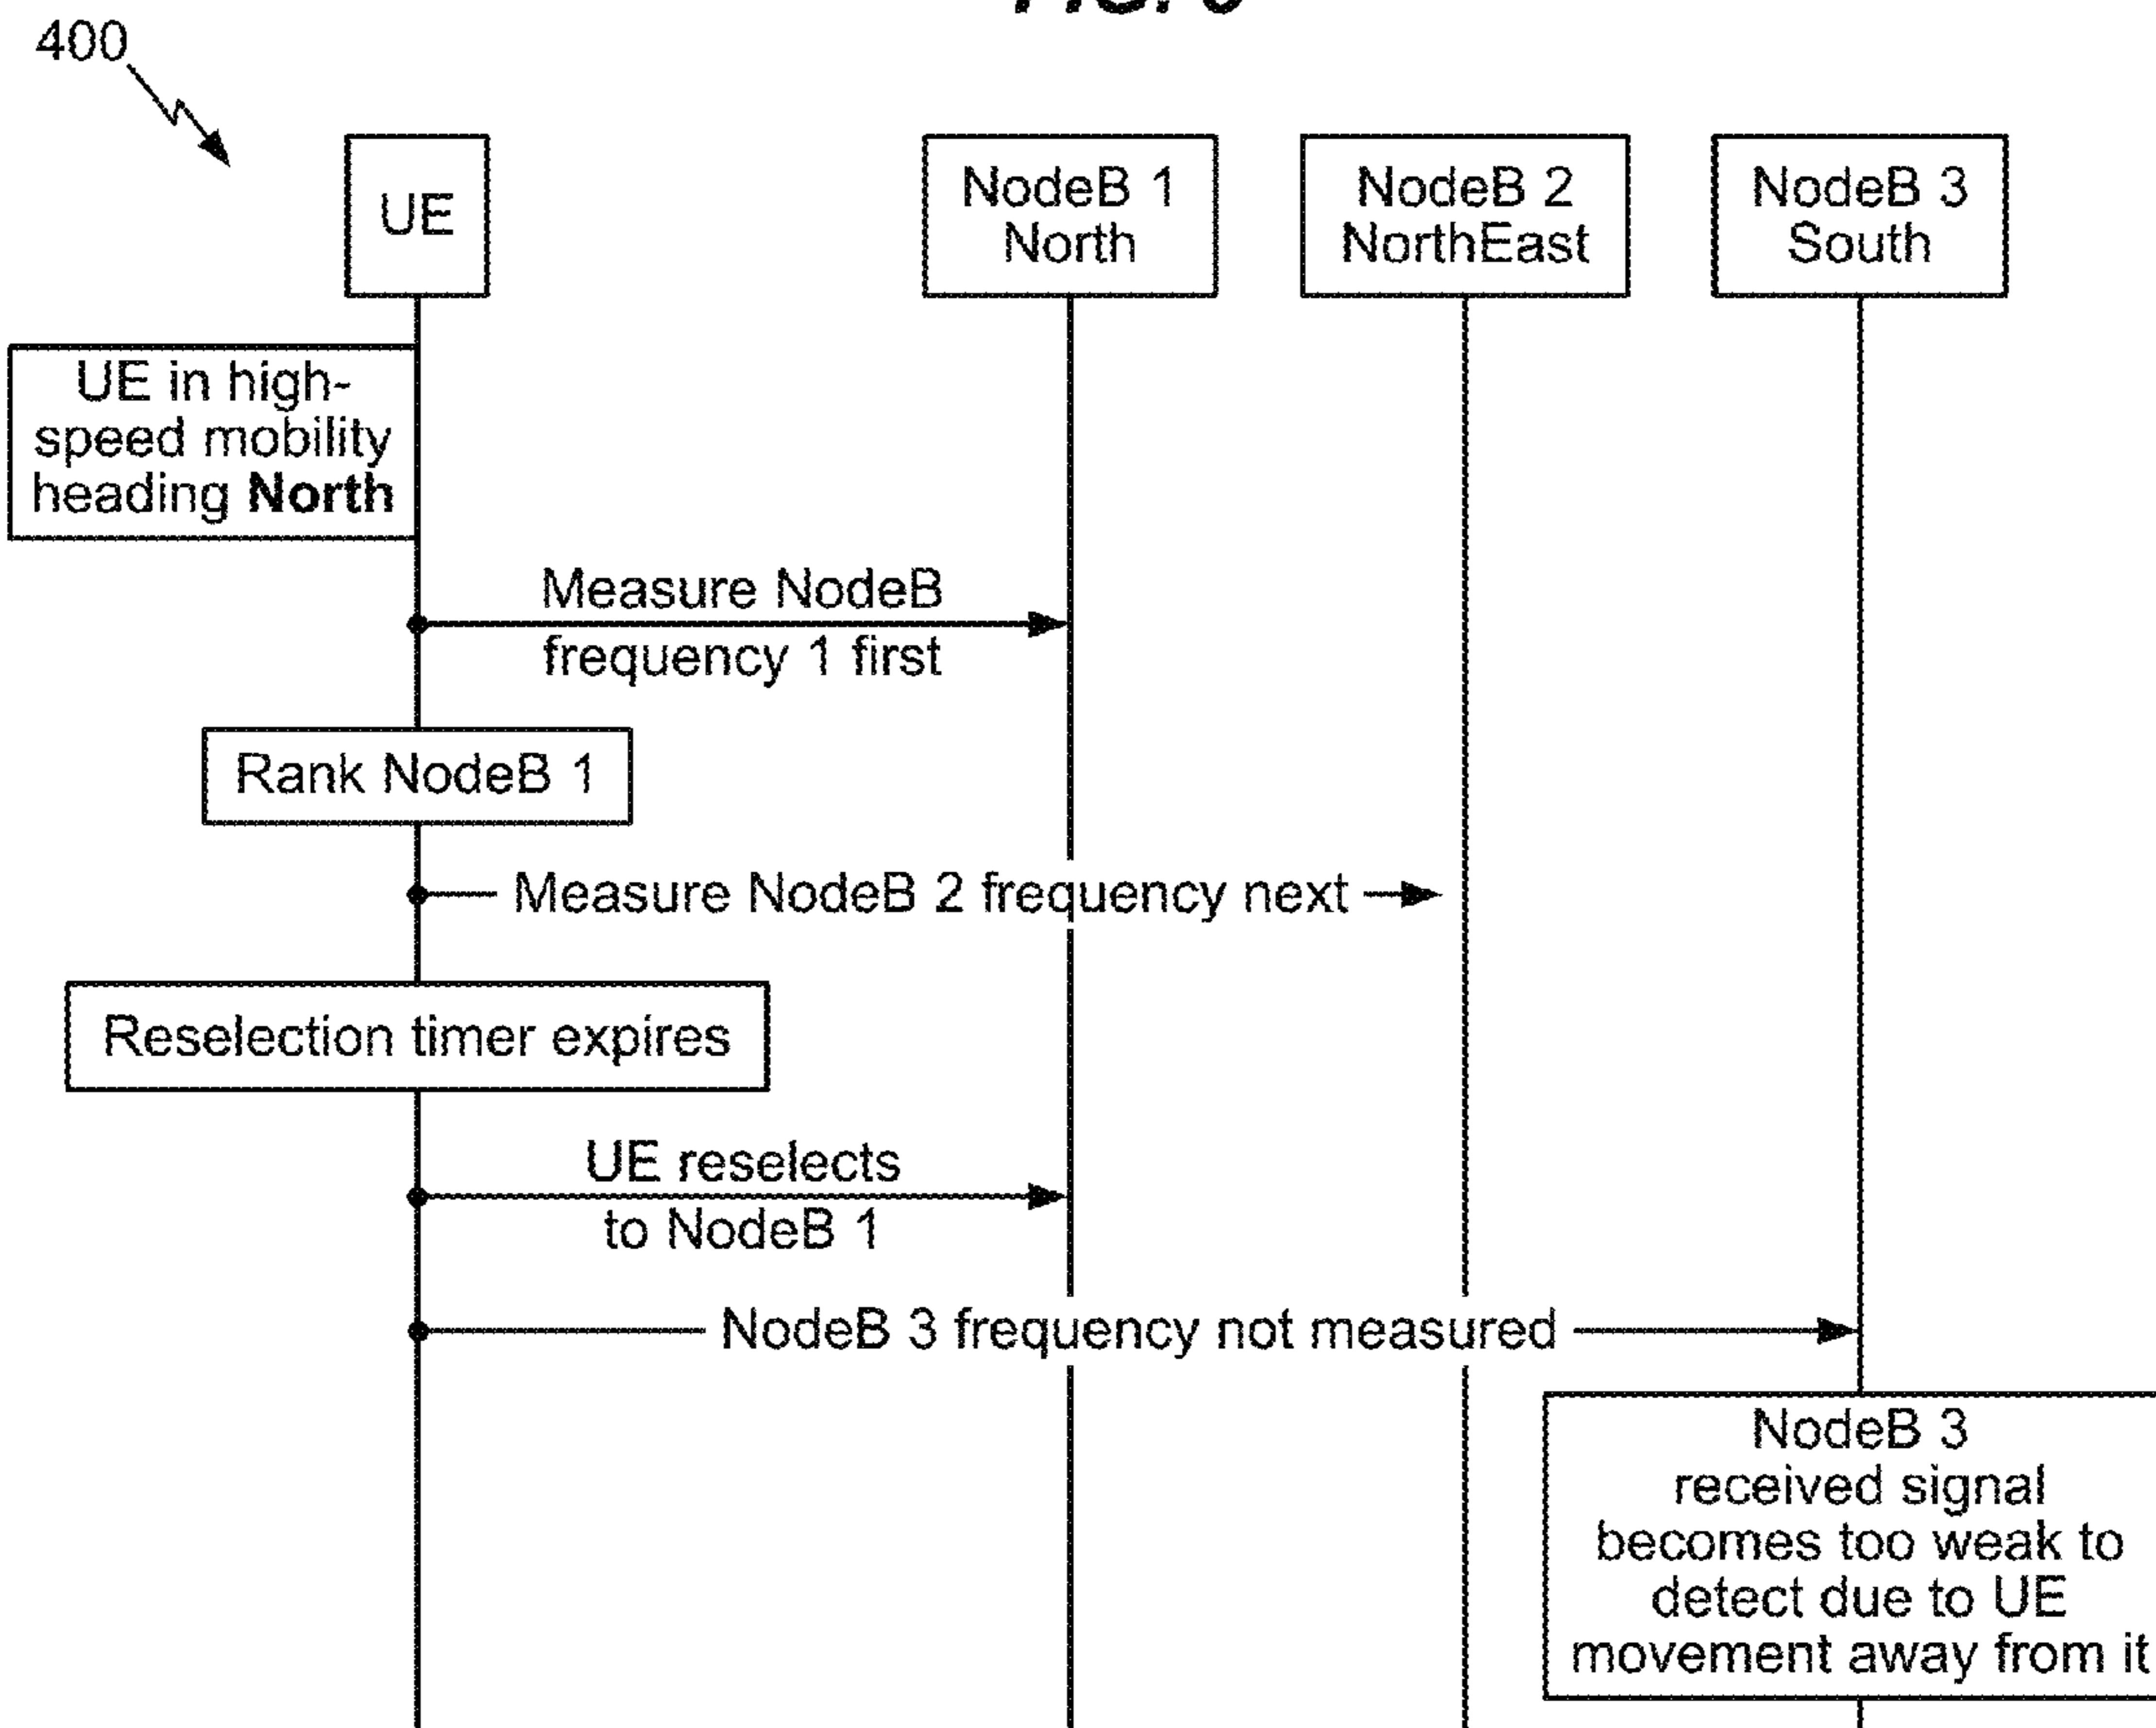 400
UE
NodeB 1
North
NodeB 2
NorthEast
NodeB 3
South
UE in high-
speed mobility
heading North
Measure NodeB
frequency 1 first
Rank NodeB 1
Measure NodeB 2 frequency next
Reselection timer expires
UE reselects
to NodeB 1
NodeB 3 frequency not measured
NodeB 3
received signal
becomes too weak to
detect due to UE
movement away from it